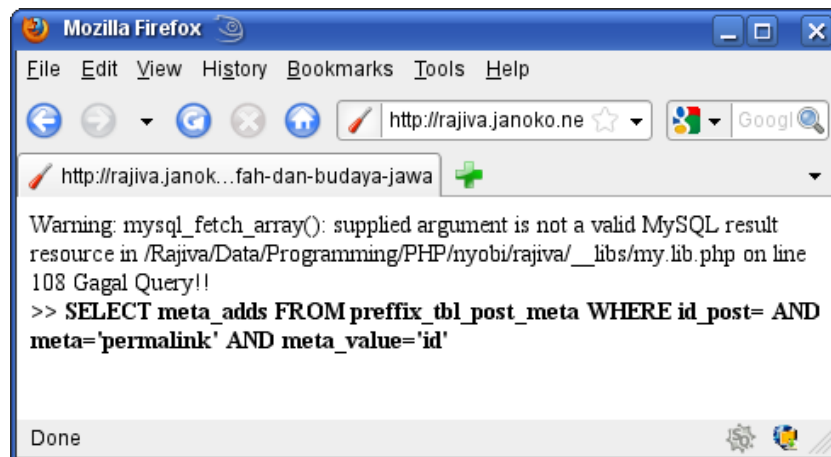 Mozilla Firefox
File Edit View History Bookmarks Tools Help
http://rajiva.janoko.ne
Googl
http://rajiva.janok...fah-dan-budaya-jawa
Warning: mysql_fetch_array(): supplied argument is not a valid MySQL result
resource in /Rajiva/Data/Programming/PHP/nyobi/rajiva/__libs/my.lib.php on line
108 Gagal Query!!
>> SELECT meta_adds FROM preffix_tbl_post_meta WHERE id_post= AND
meta='permalink' AND meta_value='id'
Done